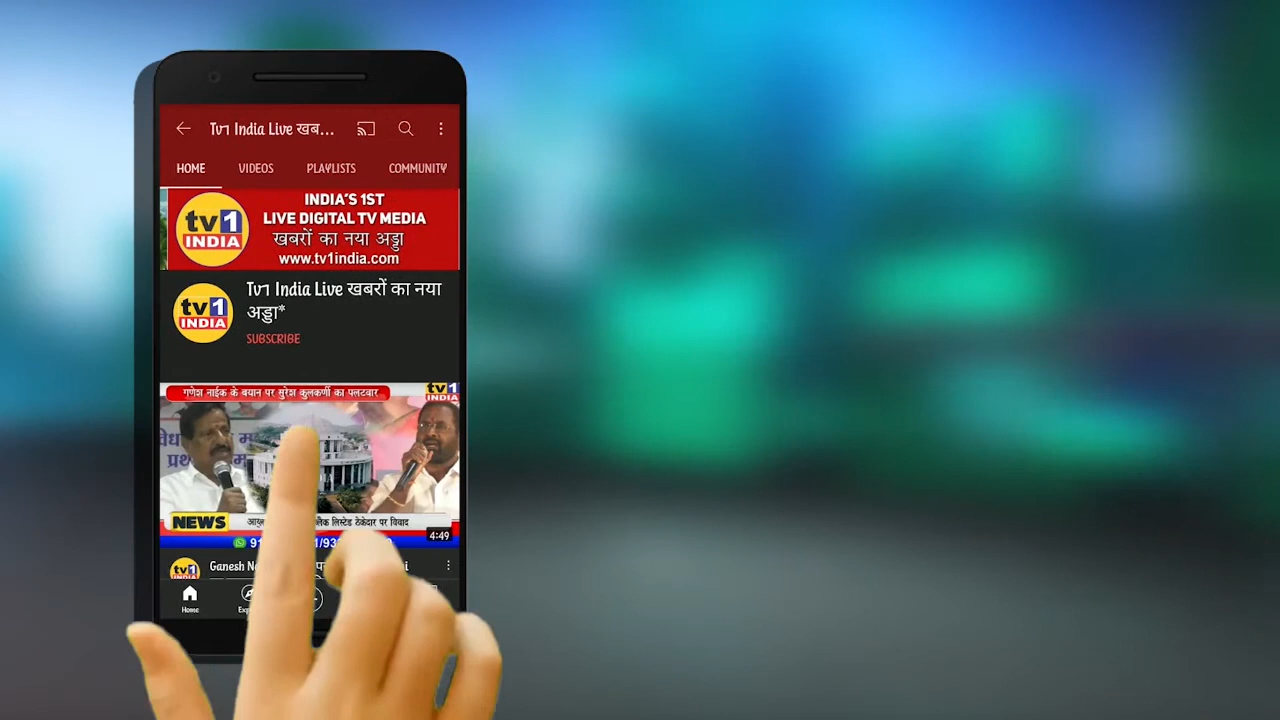 Tv1 India Live खब...
HOME VIDEOS PLAYLISTS COMMUNITY
tv1
INDIA
INDIA'S 1ST
LIVE DIGITAL TV MEDIA
खबरों का नया अड्डा
www.tv1india.com
tv1
INDIA
Tv1 India Live खबरों का नया
अड्डा*
SUBSCRIBE
गणेश नाईक के बयान पर सुरेश कुलकर्णी का पलटवार
tv1
INDIA
NEWS
लिस्टेड ठेकेदार पर विवाद
4:49
tv1
INDIA
Ganesh
Home